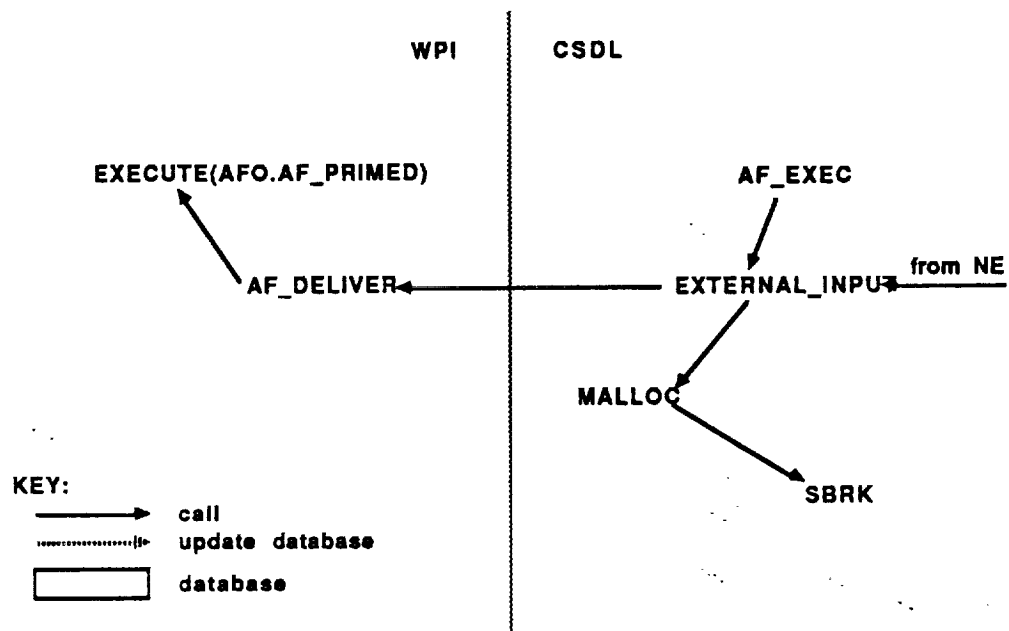 WPI CSDL
EXECUTE(AFO.AF_PRIMED)
AF_EXEC
from NE
AF_DELIVER
EXTERNAL_INPUT
MALLOC
SBRK
KEY:
call
update database
database